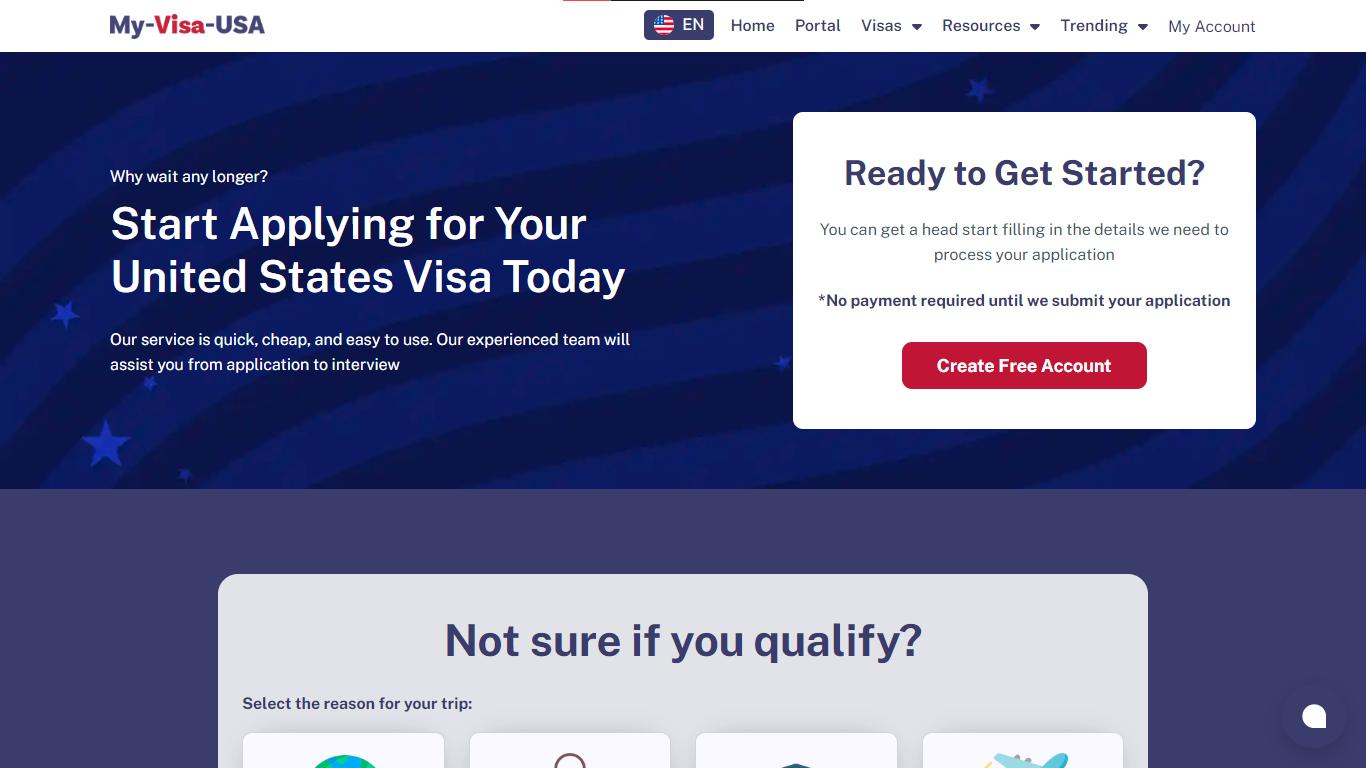 My-Visa-USA
EN
Home
Portal
Visas
Resources
Trending
My Account
Why wait any longer?
Start Applying for Your
United States Visa Today
Our service is quick, cheap, and easy to use. Our experienced team will
assist you from application to interview
Ready to Get Started?
You can get a head start filling in the details we need to
process your application
*No payment required until we submit your application
Create Free Account
Not sure if you qualify?
Select the reason for your trip: